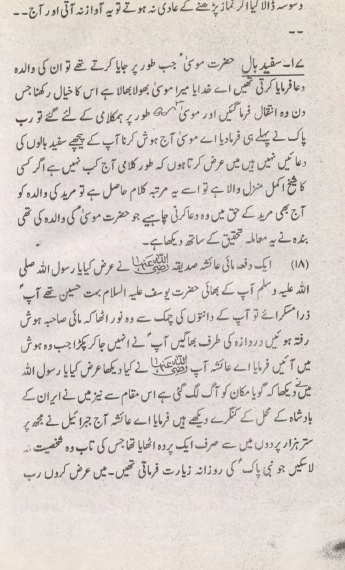 وسوسہ ڈالا گیا اگر نماز پڑھنے کے عادی نہ ہوتے تو یہ آواز نہ آتی اور آج۔۔
۔۔
۱۷۔ سفید بال حضرت موسیٰؑ جب طور پر جایا کرتے تھے تو ان کی والدہ
دعا فرمایا کرتی تھیں اے خدایا میرا موسیٰ بھولا بھالا ہے اس کا خیال رکھنا جس
دن وہ انتقال فرما گئیں اور موسیٰ طور پر ہمکلامی کے لئے گئے تو رب
پاک نے پہلے ہی فرما دیا اے موسیٰ آج ہوش کرنا آپ کے پیچھے سفید بالوں کی
دعائیں نہیں ہیں میں عرض کرتا ہوں کہ طور کلامی آج کب نہیں ہے اگر کسی
کا شیخ اکمل منزل والا ہے تو اسے یہ مرتبہ کلام حاصل ہے تو مرید کی والدہ کو
آج بھی مرید کے حق میں وہ دعا کرنی چاہیے جو حضرت موسیٰؑ کی والدہ کی تھی
بندہ نے یہ معاملہ تحقیق کے ساتھ دیکھا ہے۔
(۱۸) ایک دفعہ مائی عائشہ صدیقہ رضی اللہ عنہا نے عرض کیا یا رسول اللہ صلی
اللہ علیہ وسلم آپ کے بھائی حضرت یوسف علیہ السلام بہت حسین تھے آپؐ
ذرا مسکرائے تو آپ کے دانتوں کی چمک سے وہ نور اٹھا کہ مائی صاحبہ ہوش
رفتہ ہوئیں دروازہ کی طرف بھاگیں آپؐ نے انہیں جا کر پکڑا جب وہ ہوش
میں آئیں فرمایا اے عائشہ آپ رضی اللہ عنہا نے کیا دیکھا عرض کیا یا رسول اللہ
میں نے دیکھا کہ گویا مکان کو آگ لگ گئی ہے اس مقام سے نیز میں نے ایران کے
بادشاہ کے محل کے کنگرے دیکھے ہیں فرمایا اے عائشہ آج جبرائیل نے مجھ پر
ستر ہزار پردوں میں سے صرف ایک پردہ اٹھایا تھا جس کی تاب وہ شخصیت نہ
لا سکیں جو نبی پاکؐ کی روزانہ زیارت فرماتی تھیں۔ میں عرض کروں رب